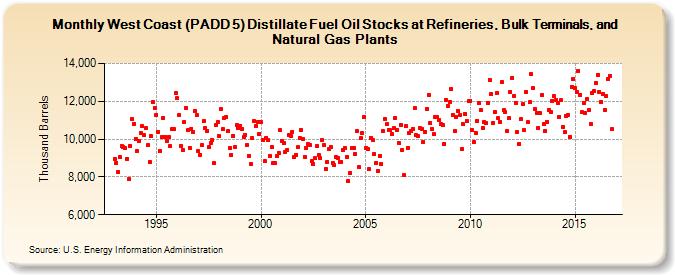 Monthly West Coast (PADD 5) Distillate Fuel Oil Stocks at Refineries, Bulk Terminals, and
Natural Gas Plants
Thousand Barrels
14,000
12,000
10,000
8,000
6,000
1995
2000
2005
2010
2015
Source: U.S. Energy Information Administration